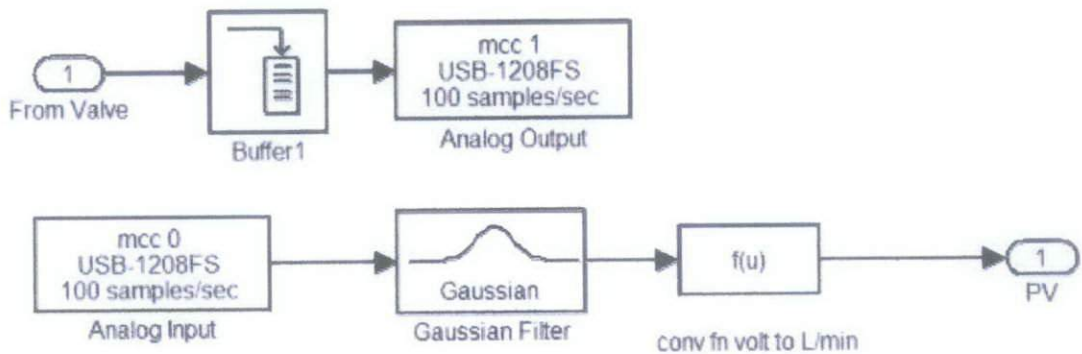 1
From Valve
Buffer1
mcc 1
USB-1208FS
100 samples/sec
Analog Output
mcc 0
USB-1208FS
100 samples/sec
Analog Input
Gaussian
Gaussian Filter
f(u)
conv fn volt to L/min
1
PV